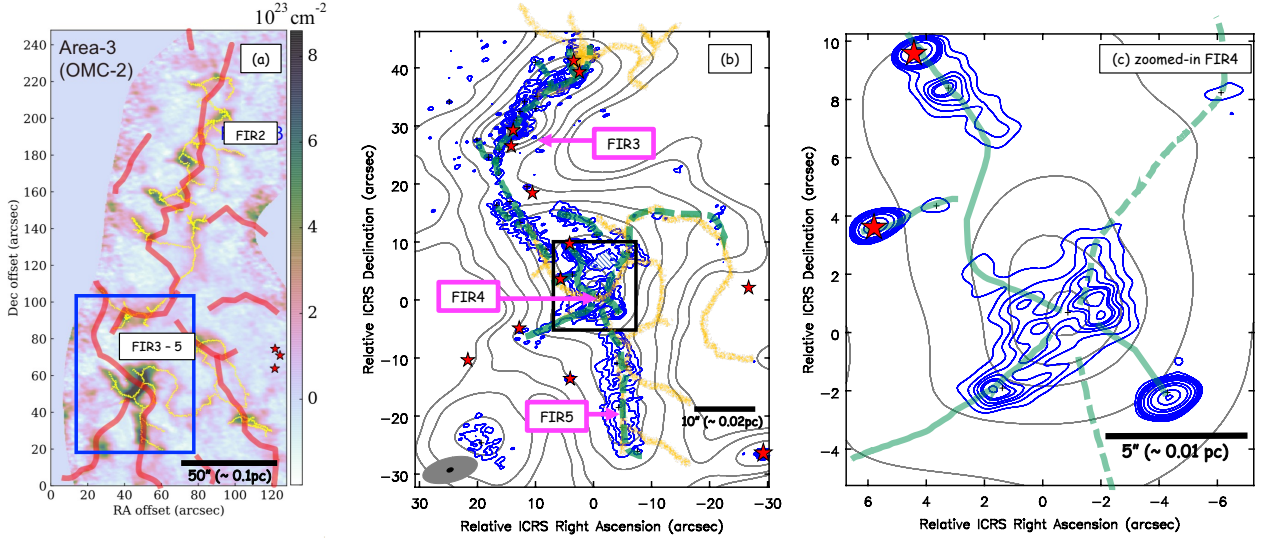 10²³ cm⁻²
Area-3
(OMC-2)
(a)
FIR2
3
FIR3 - 5
50" (~ 0.1pc)
240
220
200
180
160
140
120
100
80
60
40
20
0
Dec offset (arcsec)
0 20 40 60 80 100 120
RA offset (arcsec)
8
6
4
2
0
(b)
FIR3
FIR4
FIR5
10" (~ 0.02pc)
40
30
20
10
0
−10
−20
−30
Relative ICRS Declination (arcsec)
30 20 10 0 −10 −20 −30
Relative ICRS Right Ascension (arcsec)
(c) zoomed-in FIR4
5" (~ 0.01 pc)
10
8
6
4
2
0
−2
−4
Relative ICRS Declination (arcsec)
6 4 2 0 −2 −4 −6
Relative ICRS Right Ascension (arcsec)